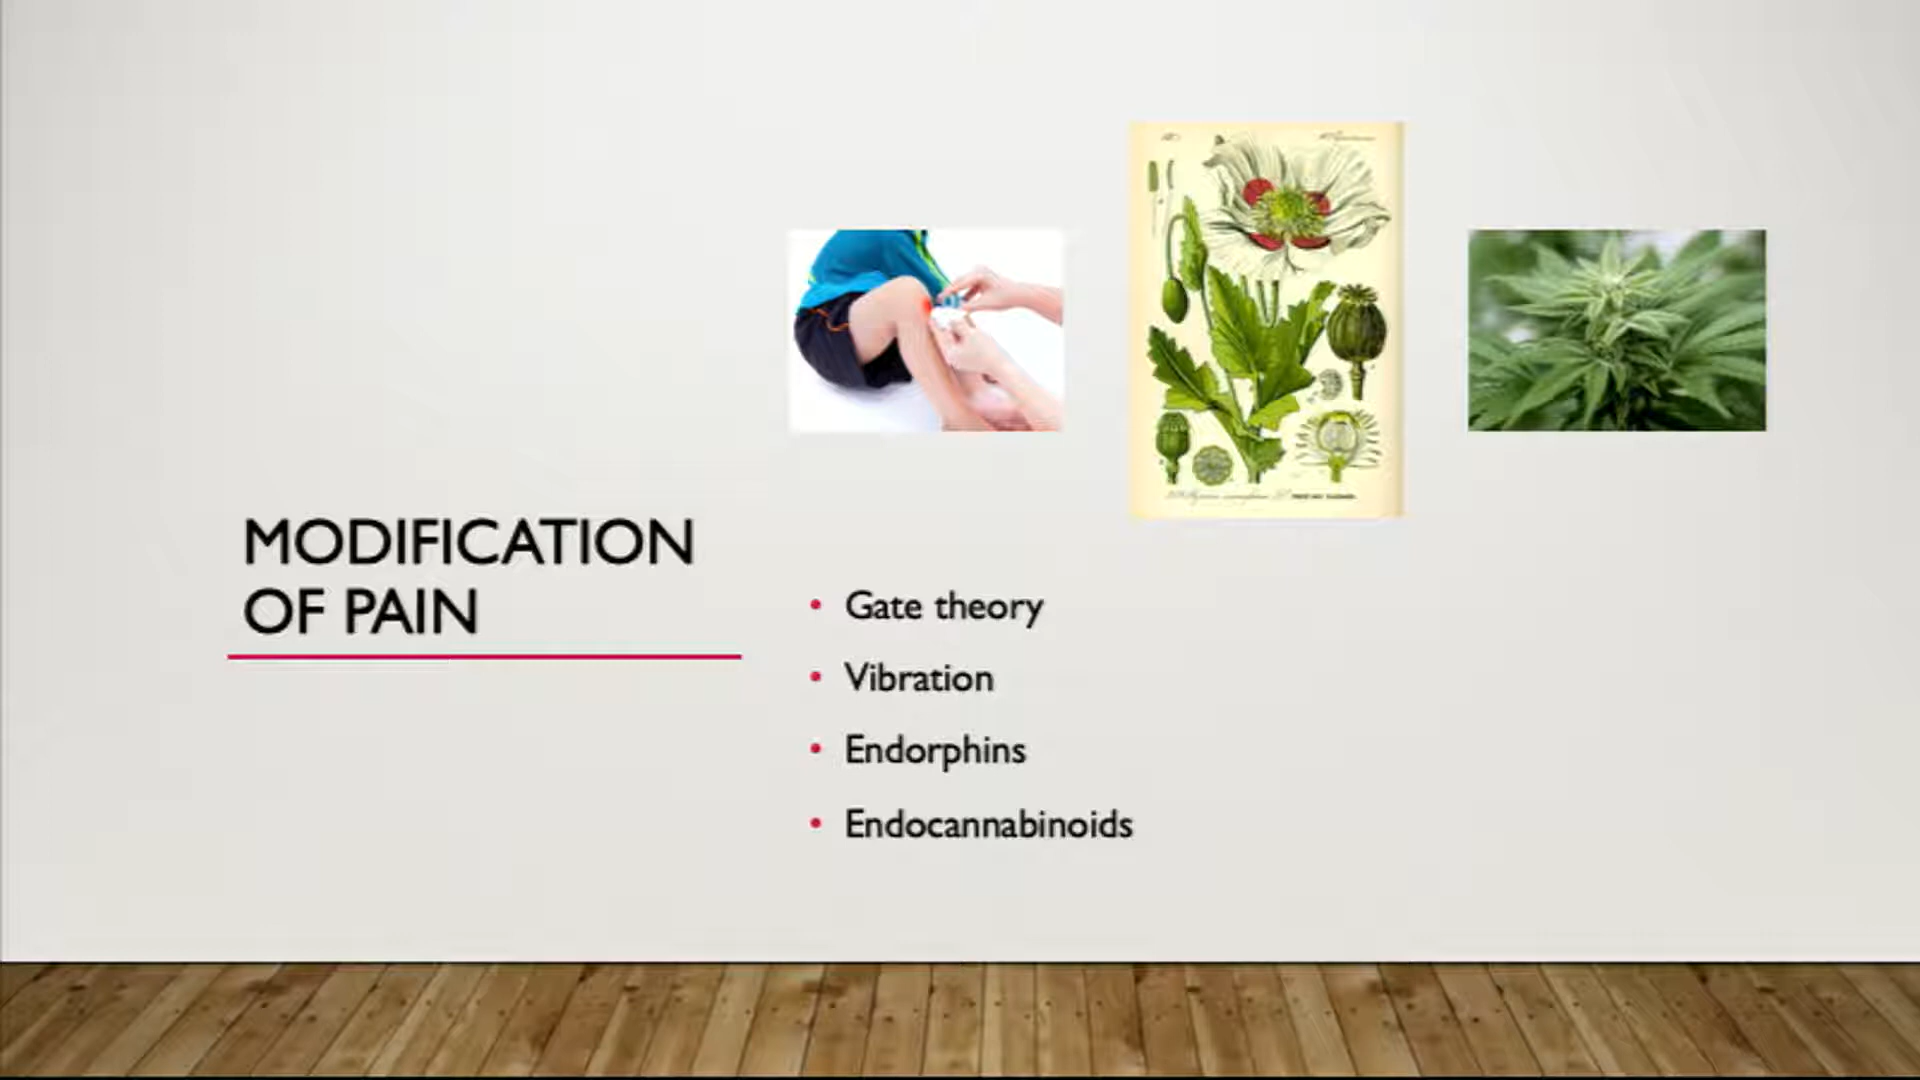 MODIFICATION
OF PAIN
• Gate theory
• Vibration
• Endorphins
• Endocannabinoids